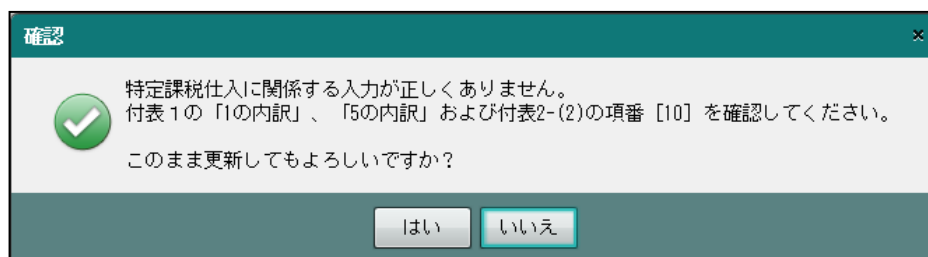 確認
×
特定課税仕入に関係する入力が正しくありません。
付表1の「1の内訳」、「5の内訳」および付表2-(2)の項番 [10] を確認してください。
このまま更新してもよろしいですか?
はい
いいえ